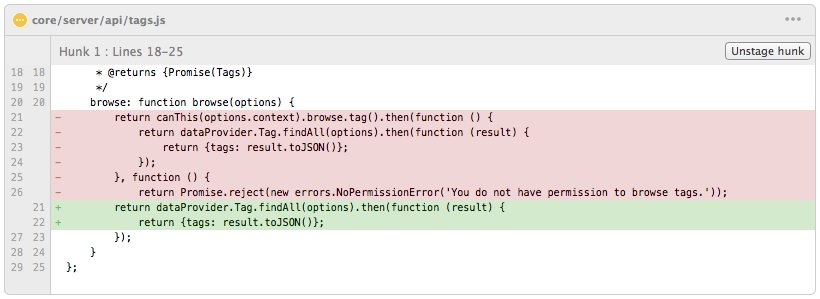 core/server/api/tags.js
Hunk 1 : Lines 18-25 Unstage hunk
18 18      * @returns {Promise(Tags)}
19 19      */
20 20     browse: function browse(options) {
21    -        return canThis(options.context).browse.tag().then(function () {
22    -            return dataProvider.Tag.findAll(options).then(function (result) {
23    -                return {tags: result.toJSON()};
24    -            });
25    -        }, function () {
26    -            return Promise.reject(new errors.NoPermissionError('You do not have permission to browse tags.'));
   21 +        return dataProvider.Tag.findAll(options).then(function (result) {
   22 +            return {tags: result.toJSON()};
27 23         });
28 24     }
29 25 };